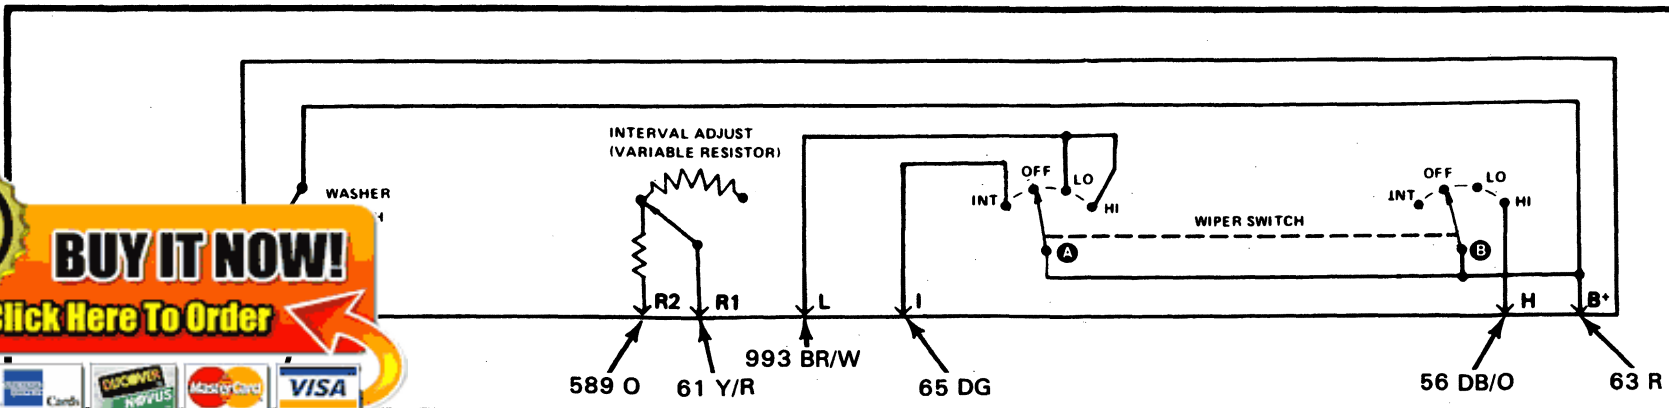 INTERVAL ADJUST
(VARIABLE RESISTOR)
WASHER
H
OFF
LO
INT
HI
OFF
LO
INT
HI
WIPER SWITCH
A
B
BUY IT NOW!
Click Here To Order
R2
R1
L
I
H
B+
993 BR/W
589 O
61 Y/R
65 DG
56 DB/O
63 R
Cards
DISCOVER
NOVUS
MasterCard
VISA